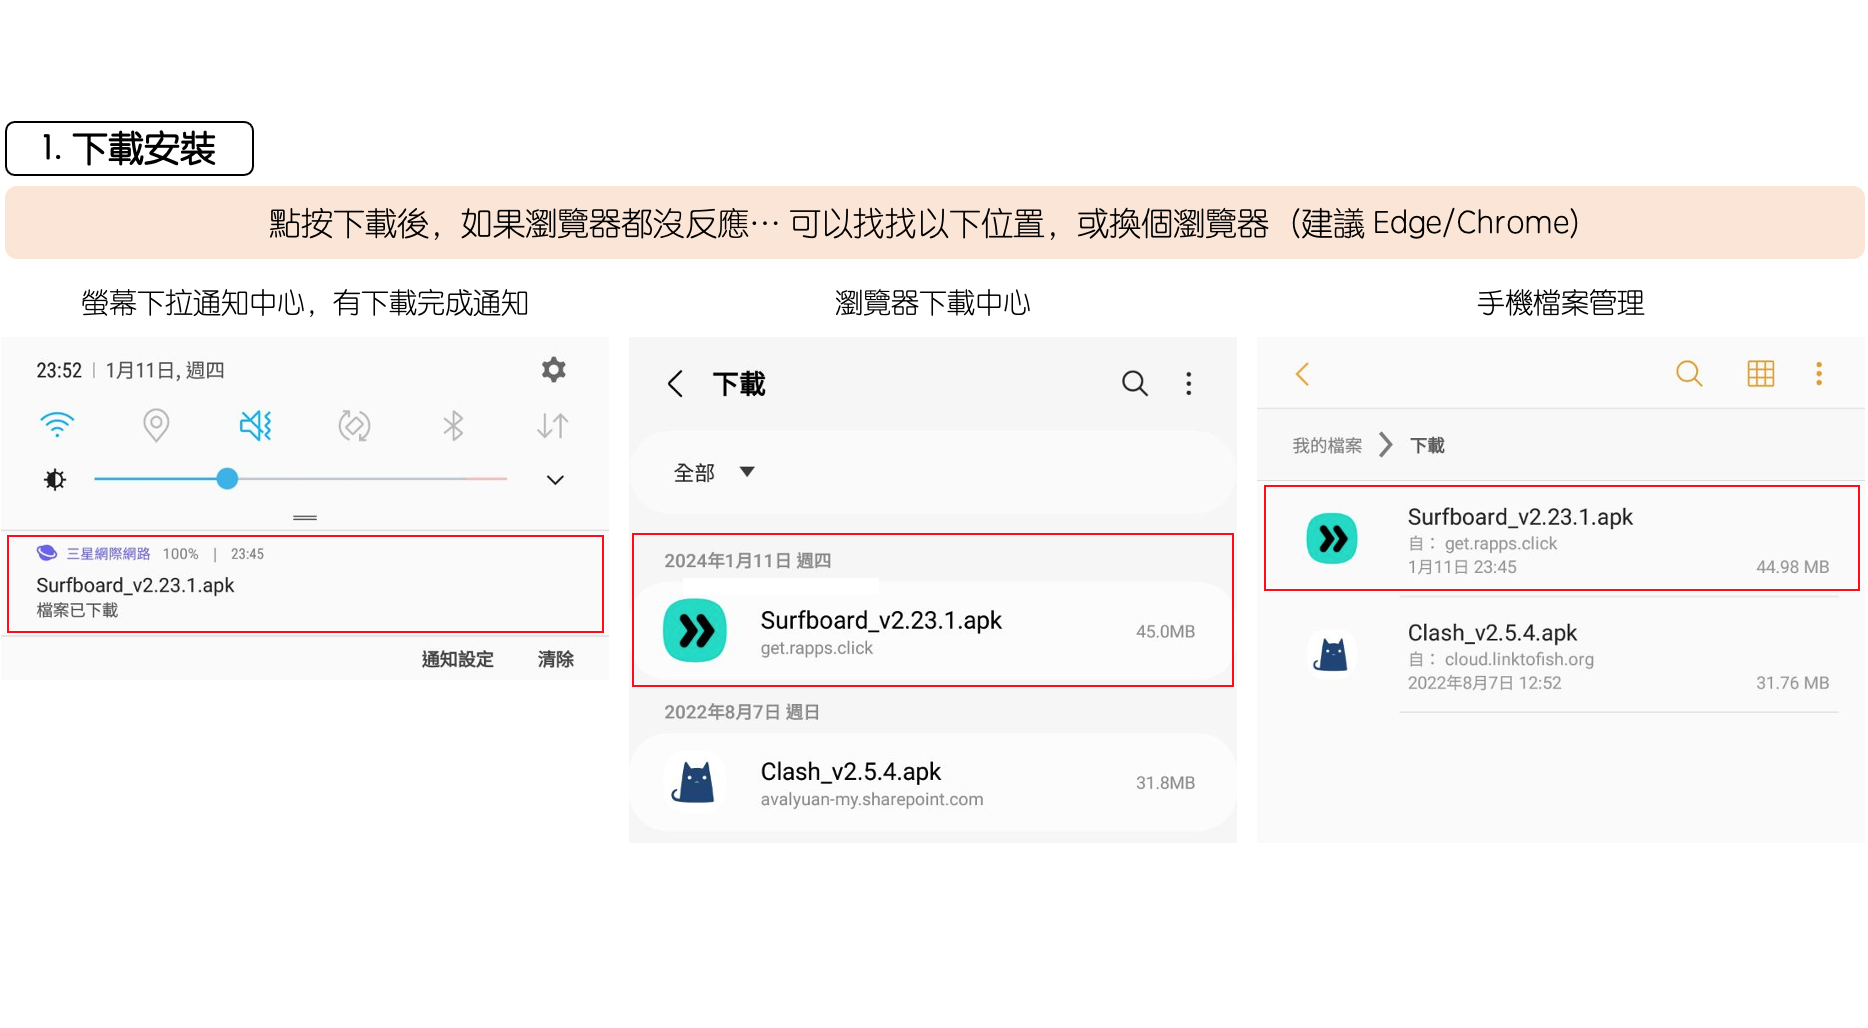 1. 下載安裝
點按下載後，如果瀏覽器都沒反應… 可以找找以下位置，或換個瀏覽器（建議 Edge/Chrome）
螢幕下拉通知中心，有下載完成通知
23:52 | 1月11日, 週四
三星網際網路 100% | 23:45
Surfboard_v2.23.1.apk
檔案已下載
通知設定 清除
瀏覽器下載中心
下載
全部
2024年1月11日 週四
Surfboard_v2.23.1.apk
get.rapps.click
45.0MB
2022年8月7日 週日
Clash_v2.5.4.apk
avalyuan-my.sharepoint.com
31.8MB
手機檔案管理
我的檔案 下載
Surfboard_v2.23.1.apk
自： get.rapps.click
1月11日 23:45 44.98 MB
Clash_v2.5.4.apk
自： cloud.linktofish.org
2022年8月7日 12:52 31.76 MB